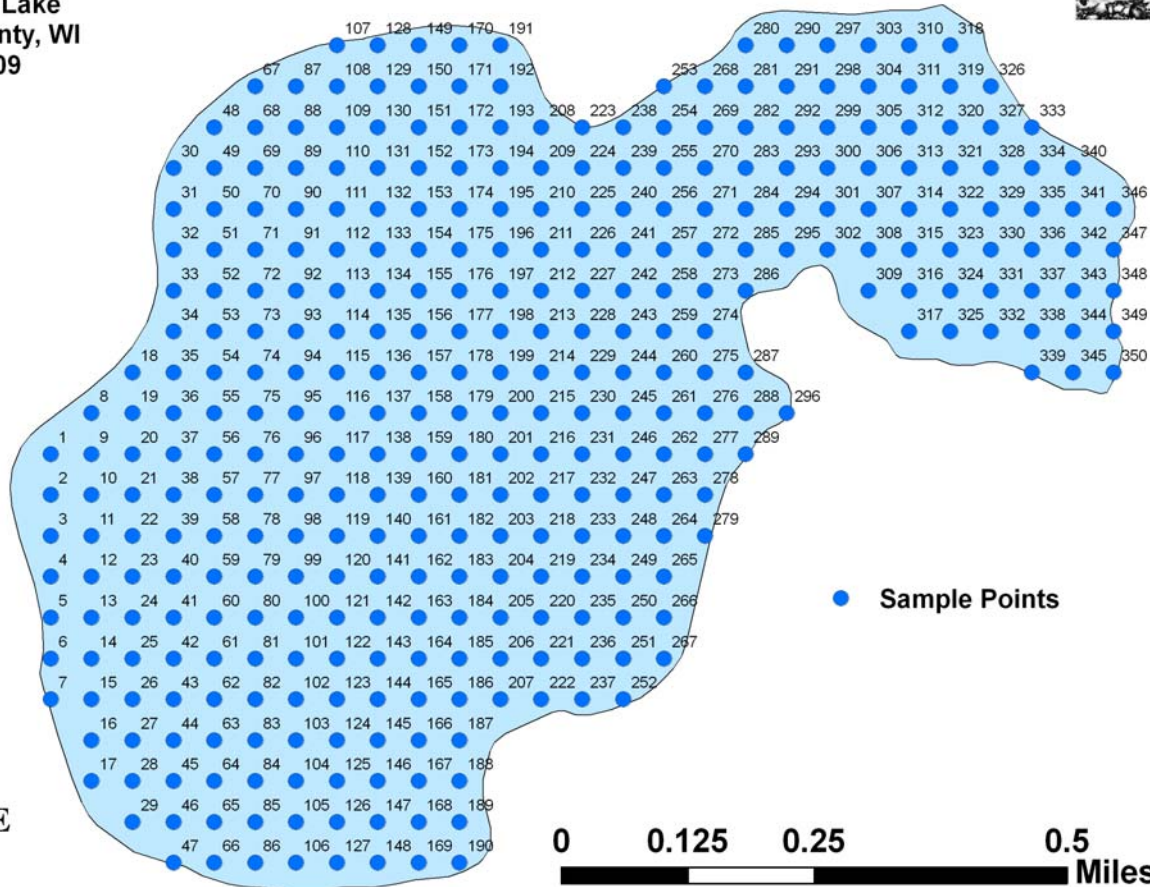 Lake
nty, WI
09
107 128 149 170 191 280 290 297 303 310 318
67 87 108 129 150 171 192 253 268 281 291 298 304 311 319 326
48 68 88 109 130 151 172 193 208 223 238 254 269 282 292 299 305 312 320 327 333
30 49 69 89 110 131 152 173 194 209 224 239 255 270 283 293 300 306 313 321 328 334 340
31 50 70 90 111 132 153 174 195 210 225 240 256 271 284 294 301 307 314 322 329 335 341 346
32 51 71 91 112 133 154 175 196 211 226 241 257 272 285 295 302 308 315 323 330 336 342 347
33 52 72 92 113 134 155 176 197 212 227 242 258 273 286 309 316 324 331 337 343 348
34 53 73 93 114 135 156 177 198 213 228 243 259 274 317 325 332 338 344 349
18 35 54 74 94 115 136 157 178 199 214 229 244 260 275 287 339 345 350
8 19 36 55 75 95 116 137 158 179 200 215 230 245 261 276 288 296
1 9 20 37 56 76 96 117 138 159 180 201 216 231 246 262 277 289
2 10 21 38 57 77 97 118 139 160 181 202 217 232 247 263 278
3 11 22 39 58 78 98 119 140 161 182 203 218 233 248 264 279
4 12 23 40 59 79 99 120 141 162 183 204 219 234 249 265
5 13 24 41 60 80 100 121 142 163 184 205 220 235 250 266
6 14 25 42 61 81 101 122 143 164 185 206 221 236 251 267
7 15 26 43 62 82 102 123 144 165 186 207 222 237 252
16 27 44 63 83 103 124 145 166 187
17 28 45 64 84 104 125 146 167 188
29 46 65 85 105 126 147 168 189
47 66 86 106 127 148 169 190
Sample Points
E
0 0.125 0.25 0.5
Miles